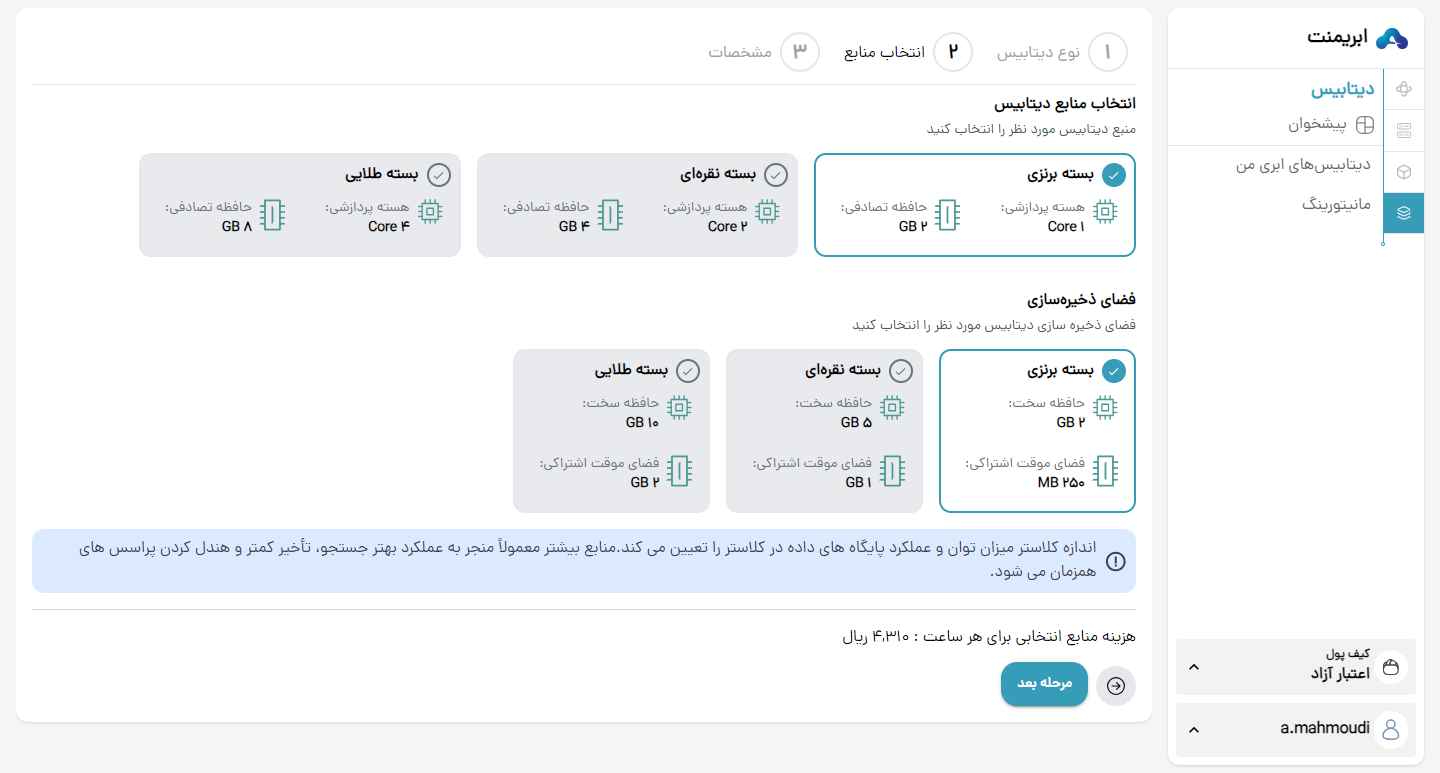 ابریمنت
دیتابیس
پیشخوان
دیتابیس‌های ابری من
مانیتورینگ
کیف پول
اعتبار آزاد
a.mahmoudi
۱ نوع دیتابیس ۲ انتخاب منابع ۳ مشخصات
انتخاب منابع دیتابیس
منبع دیتابیس مورد نظر را انتخاب کنید
بسته برنزی
هسته پردازشی: حافظه تصادفی:
Core ۱ GB ۲
بسته نقره‌ای
هسته پردازشی: حافظه تصادفی:
Core ۲ GB ۴
بسته طلایی
هسته پردازشی: حافظه تصادفی:
Core ۴ GB ۸
فضای ذخیره‌سازی
فضای ذخیره سازی دیتابیس مورد نظر را انتخاب کنید
بسته برنزی
حافظه سخت:
GB ۲
فضای موقت اشتراکی:
MB ۲۵۰
بسته نقره‌ای
حافظه سخت:
GB ۵
فضای موقت اشتراکی:
GB ۱
بسته طلایی
حافظه سخت:
GB ۱۰
فضای موقت اشتراکی:
GB ۲
اندازه کلاستر میزان توان و عملکرد پایگاه های داده در کلاستر را تعیین می کند.منابع بیشتر معمولاً منجر به عملکرد بهتر جستجو، تأخیر کمتر و هندل کردن پراسس های
همزمان می شود.
هزینه منابع انتخابی برای هر ساعت : ۴,۳۱۰ ریال
مرحله بعد